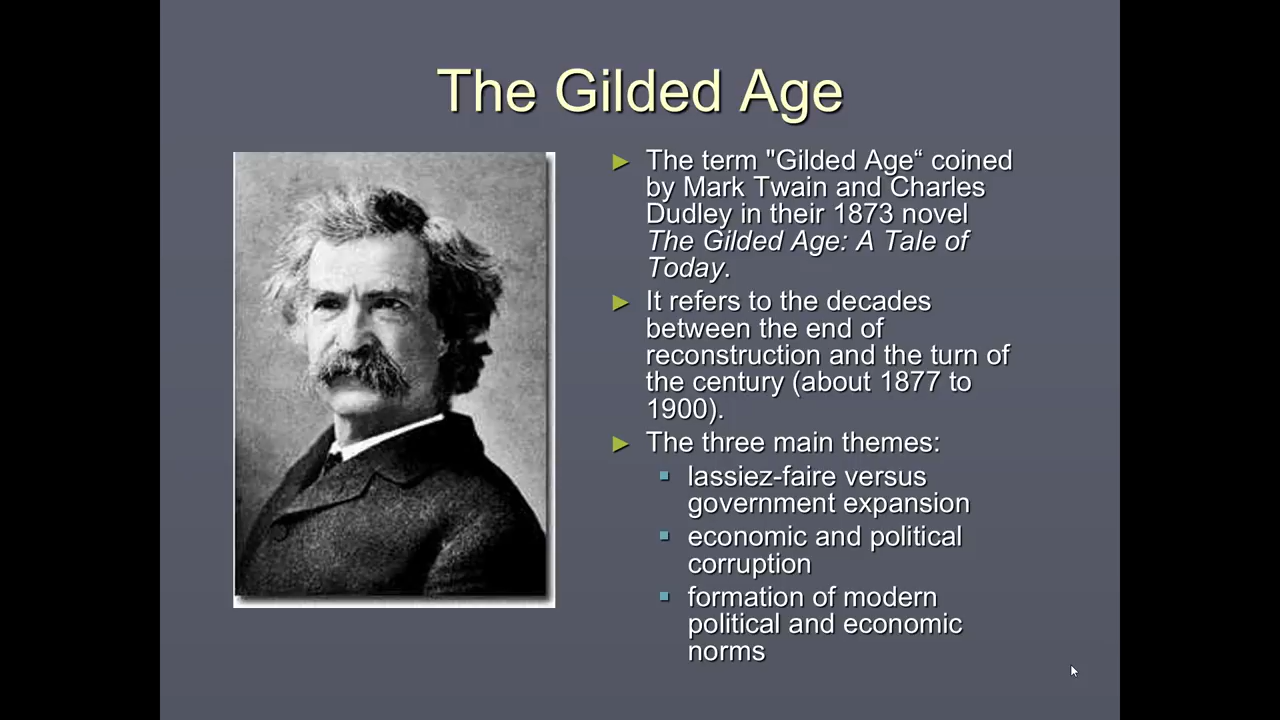 The Gilded Age
► The term "Gilded Age“ coined
by Mark Twain and Charles
Dudley in their 1873 novel
The Gilded Age: A Tale of
Today.
► It refers to the decades
between the end of
reconstruction and the turn of
the century (about 1877 to
1900).
► The three main themes:
▪ lassiez-faire versus
government expansion
▪ economic and political
corruption
▪ formation of modern
political and economic
norms